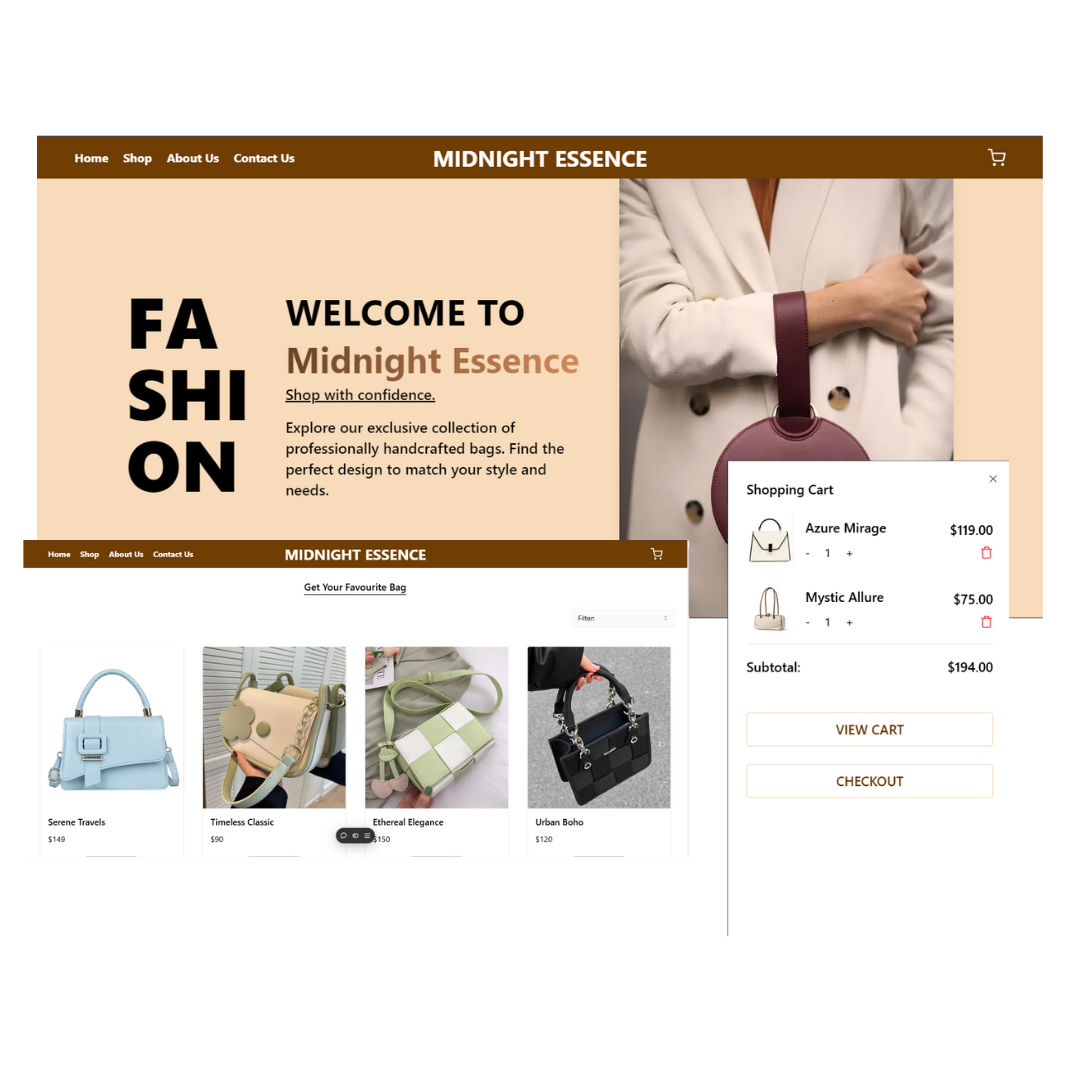 Home Shop About Us Contact Us MIDNIGHT ESSENCE
FA
SHI
ON
WELCOME TO
Midnight Essence
Shop with confidence.
Explore our exclusive collection of
professionally handcrafted bags. Find the
perfect design to match your style and
needs.
Home Shop About Us Contact Us MIDNIGHT ESSENCE
Get Your Favourite Bag
Filter:
Serene Travels
$149
Timeless Classic
$90
Ethereal Elegance
$150
Urban Boho
$120
Shopping Cart
Azure Mirage $119.00
- 1 +
Mystic Allure $75.00
- 1 +
Subtotal: $194.00
VIEW CART
CHECKOUT